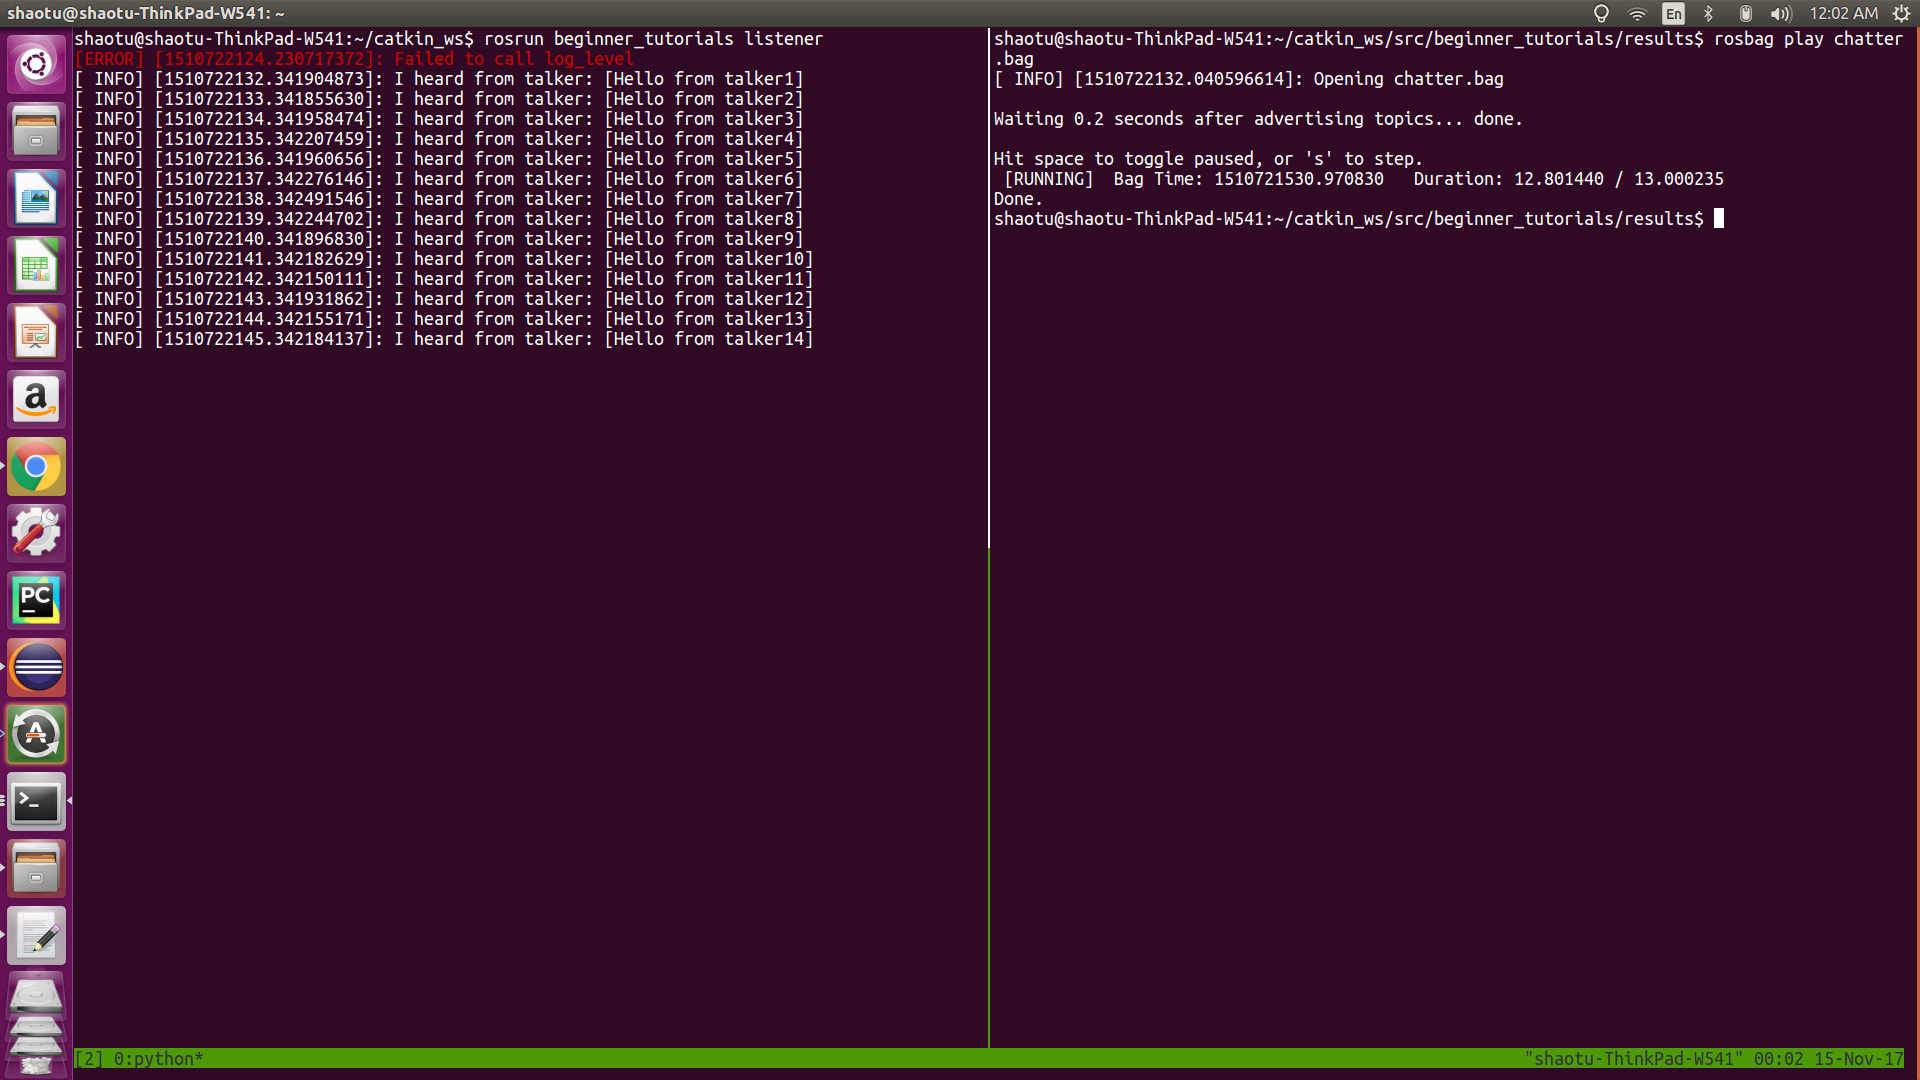 shaotu@shaotu-ThinkPad-W541: ~
En
12:02 AM
shaotu@shaotu-ThinkPad-W541:~/catkin_ws$ rosrun beginner_tutorials listener
[ERROR] [1510722124.230717372]: Failed to call log_level
[ INFO] [1510722132.341904873]: I heard from talker: [Hello from talker1]
[ INFO] [1510722133.341855630]: I heard from talker: [Hello from talker2]
[ INFO] [1510722134.341958474]: I heard from talker: [Hello from talker3]
[ INFO] [1510722135.342207459]: I heard from talker: [Hello from talker4]
[ INFO] [1510722136.341960656]: I heard from talker: [Hello from talker5]
[ INFO] [1510722137.342276146]: I heard from talker: [Hello from talker6]
[ INFO] [1510722138.342491546]: I heard from talker: [Hello from talker7]
[ INFO] [1510722139.342244702]: I heard from talker: [Hello from talker8]
[ INFO] [1510722140.341896830]: I heard from talker: [Hello from talker9]
[ INFO] [1510722141.342182629]: I heard from talker: [Hello from talker10]
[ INFO] [1510722142.342150111]: I heard from talker: [Hello from talker11]
[ INFO] [1510722143.341931862]: I heard from talker: [Hello from talker12]
[ INFO] [1510722144.342155171]: I heard from talker: [Hello from talker13]
[ INFO] [1510722145.342184137]: I heard from talker: [Hello from talker14]
shaotu@shaotu-ThinkPad-W541:~/catkin_ws/src/beginner_tutorials/results$ rosbag play chatter
.bag
[ INFO] [1510722132.040596614]: Opening chatter.bag
Waiting 0.2 seconds after advertising topics... done.
Hit space to toggle paused, or 's' to step.
[RUNNING]  Bag Time: 1510721530.970830   Duration: 12.801440 / 13.000235
Done.
shaotu@shaotu-ThinkPad-W541:~/catkin_ws/src/beginner_tutorials/results$
a
PC
A
>_
[2] 0:python*
"shaotu-ThinkPad-W541" 00:02 15-Nov-17